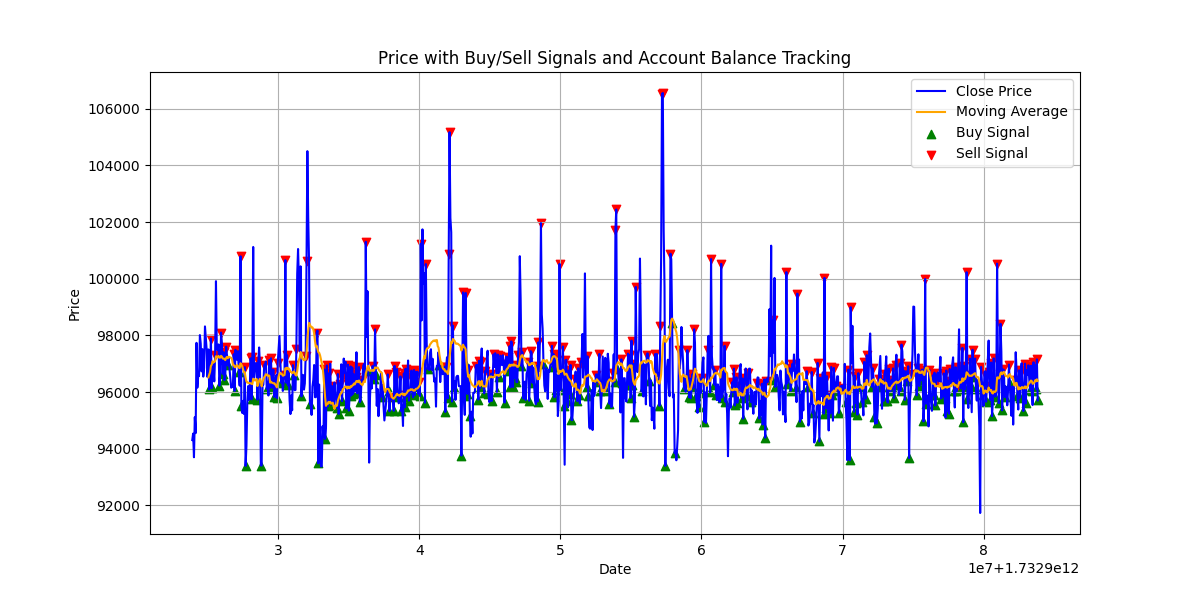 Price with Buy/Sell Signals and Account Balance Tracking
Close Price
Moving Average
Buy Signal
Sell Signal
106000
104000
102000
100000
98000
96000
94000
92000
Price
3 4 5 6 7 8
Date
1e7+1.7329e12